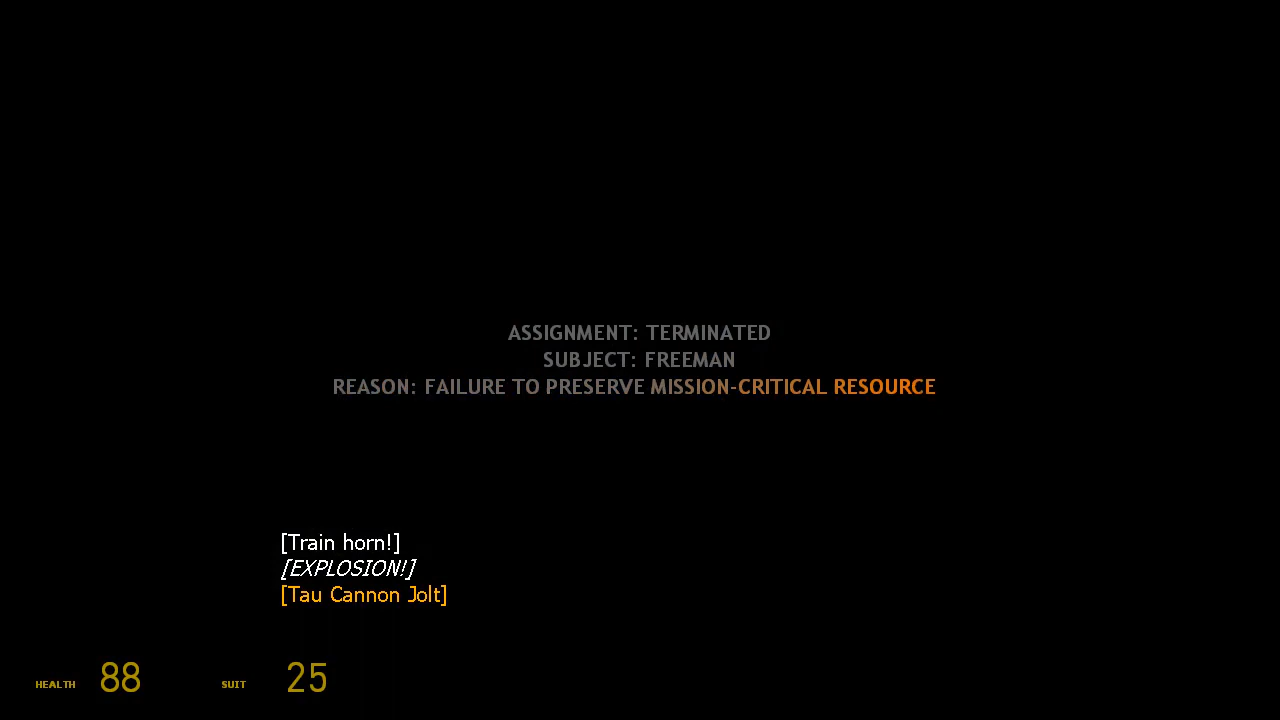 ASSIGNMENT: TERMINATED
SUBJECT: FREEMAN
REASON: FAILURE TO PRESERVE MISSION-CRITICAL RESOURCE
[Train horn!]
[EXPLOSION!]
[Tau Cannon Jolt]
HEALTH 88 SUIT 25